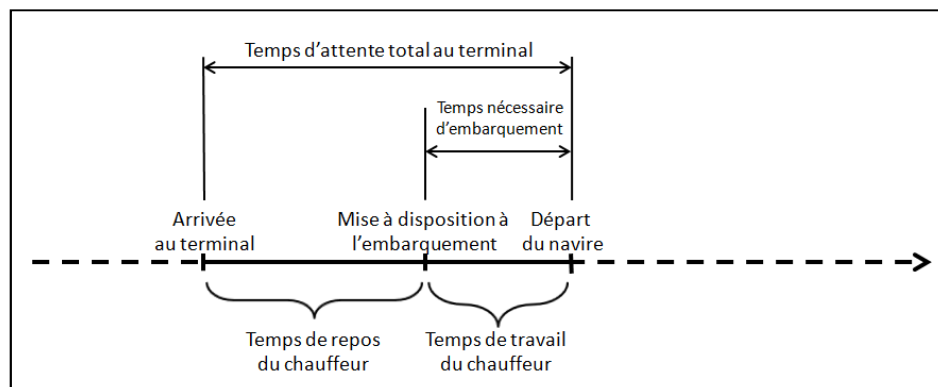 Temps d'attente total au terminal
Temps nécessaire
d'embarquement
Arrivée
au terminal
Mise à disposition à
l'embarquement
Départ
du navire
Temps de repos
du chauffeur
Temps de travail
du chauffeur